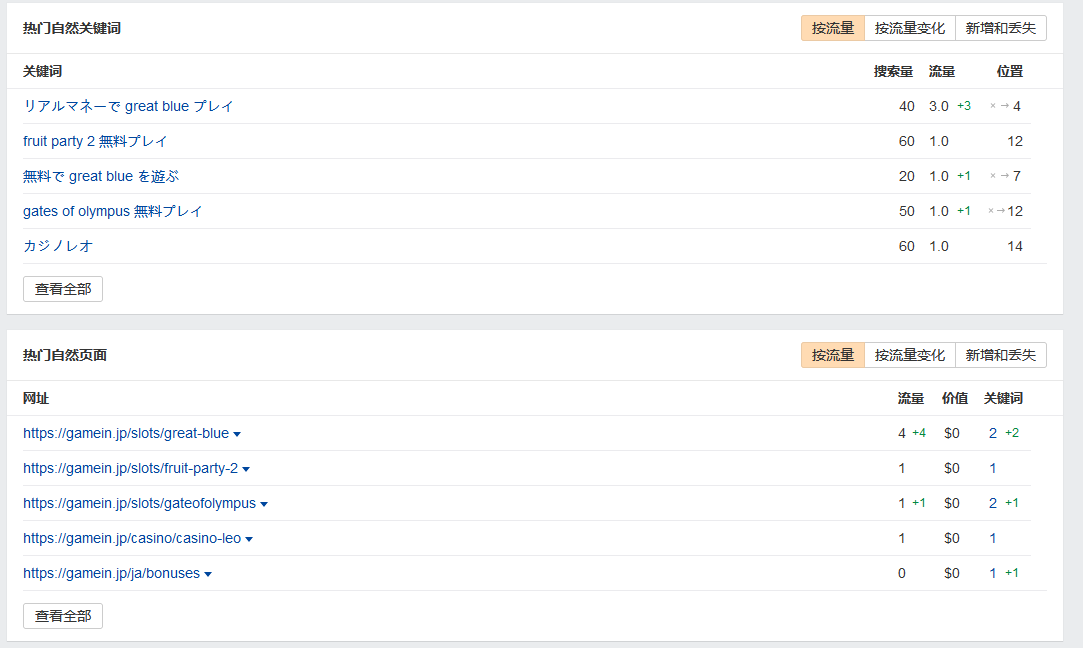 热门自然关键词 按流量 按流量变化 新增和丢失
关键词 搜索量 流量 位置
リアルマネーで great blue プレイ 40 3.0 +3 × → 4
fruit party 2 無料プレイ 60 1.0 12
無料で great blue を遊ぶ 20 1.0 +1 × → 7
gates of olympus 無料プレイ 50 1.0 +1 × → 12
カジノレオ 60 1.0 14
查看全部
热门自然页面 按流量 按流量变化 新增和丢失
网址 流量 价值 关键词
https://gamein.jp/slots/great-blue 4 +4 $0 2 +2
https://gamein.jp/slots/fruit-party-2 1 $0 1
https://gamein.jp/slots/gateofolympus 1 +1 $0 2 +1
https://gamein.jp/casino/casino-leo 1 $0 1
https://gamein.jp/ja/bonuses 0 $0 1 +1
查看全部